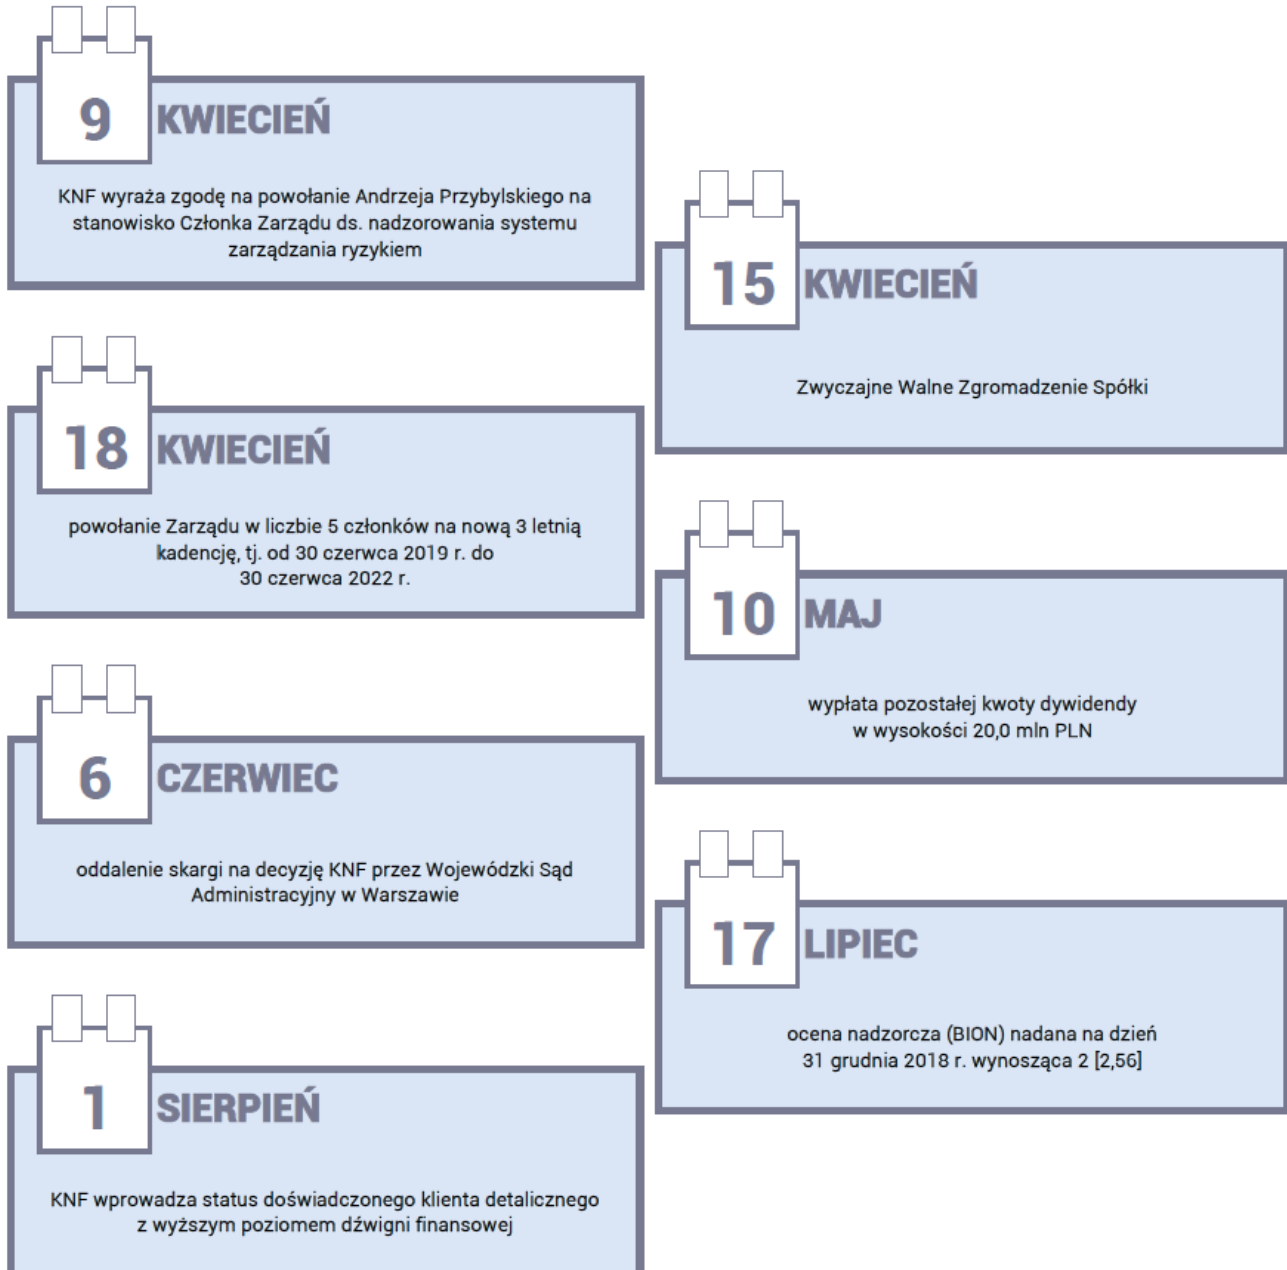 9 KWIECIEŃ
KNF wyraża zgodę na powołanie Andrzeja Przybylskiego na
stanowisko Członka Zarządu ds. nadzorowania systemu
zarządzania ryzykiem
15 KWIECIEŃ
Zwyczajne Walne Zgromadzenie Spółki
18 KWIECIEŃ
powołanie Zarządu w liczbie 5 członków na nową 3 letnią
kadencję, tj. od 30 czerwca 2019 r. do
30 czerwca 2022 r.
10 MAJ
wypłata pozostałej kwoty dywidendy
w wysokości 20,0 mln PLN
6 CZERWIEC
oddalenie skargi na decyzję KNF przez Wojewódzki Sąd
Administracyjny w Warszawie
17 LIPIEC
ocena nadzorcza (BION) nadana na dzień
31 grudnia 2018 r. wynosząca 2 [2,56]
1 SIERPIEŃ
KNF wprowadza status doświadczonego klienta detalicznego
z wyższym poziomem dźwigni finansowej